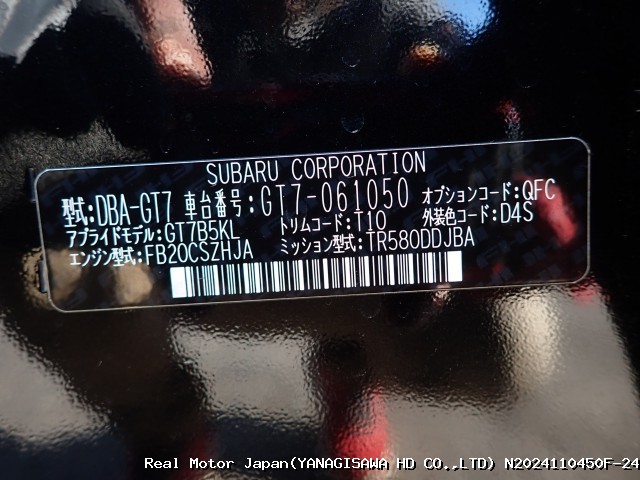 SUBARU CORPORATION
型式:DBA-GT7 車台番号:GT7-061050 オプションコード:QFC
アプライドモデル:GT7B5KL トリムコード:T10 外装色コード:D4S
エンジン型式:FB20CSZHJA ミッション型式:TR580DDJBA
Real Motor Japan(YANAGISAWA HD CO.,LTD) N2024110450F-24